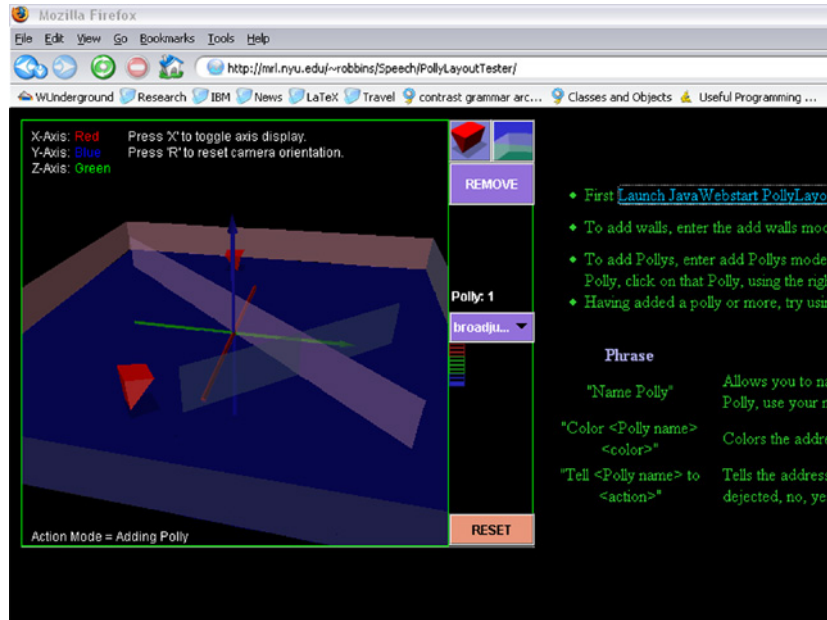 Mozilla Firefox
File Edit View Go Bookmarks Tools Help
http://mrl.nyu.edu/~robbins/Speech/PollyLayoutTester/
WUnderground Research IBM News LaTeX Travel contrast grammar arc... Classes and Objects Useful Programming ...
X-Axis: Red Press 'X' to toggle axis display.
Y-Axis: Blue Press 'R' to reset camera orientation.
Z-Axis: Green
REMOVE
Polly: 1
broadju...
RESET
Action Mode = Adding Polly
First Launch JavaWebstart PollyLayo
To add walls, enter the add walls mo
To add Pollys, enter add Pollys mode
Polly, click on that Polly, using the rig
Having added a polly or more, try usi
Phrase
"Name Polly"
Allows you to n
Polly, use your
"Color <Polly name>
<color>"
Colors the addre
"Tell <Polly name> to
<action>"
Tells the address
dejected, no, ye